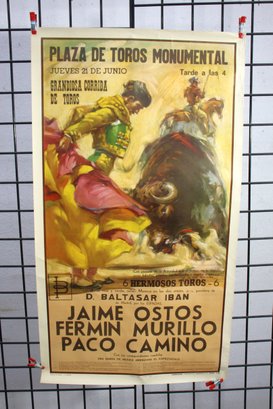 PLAZA DE TOROS MONUMENTAL
JUEVES 21 DE JUNIO
Tarde a las 4
GRANDIOSA CORRIDA
DE TOROS
6 HERMOSOS TOROS - 6
D. BALTASAR IBAN
JAIME OSTOS
FERMIN MURILLO
PACO CAMINO